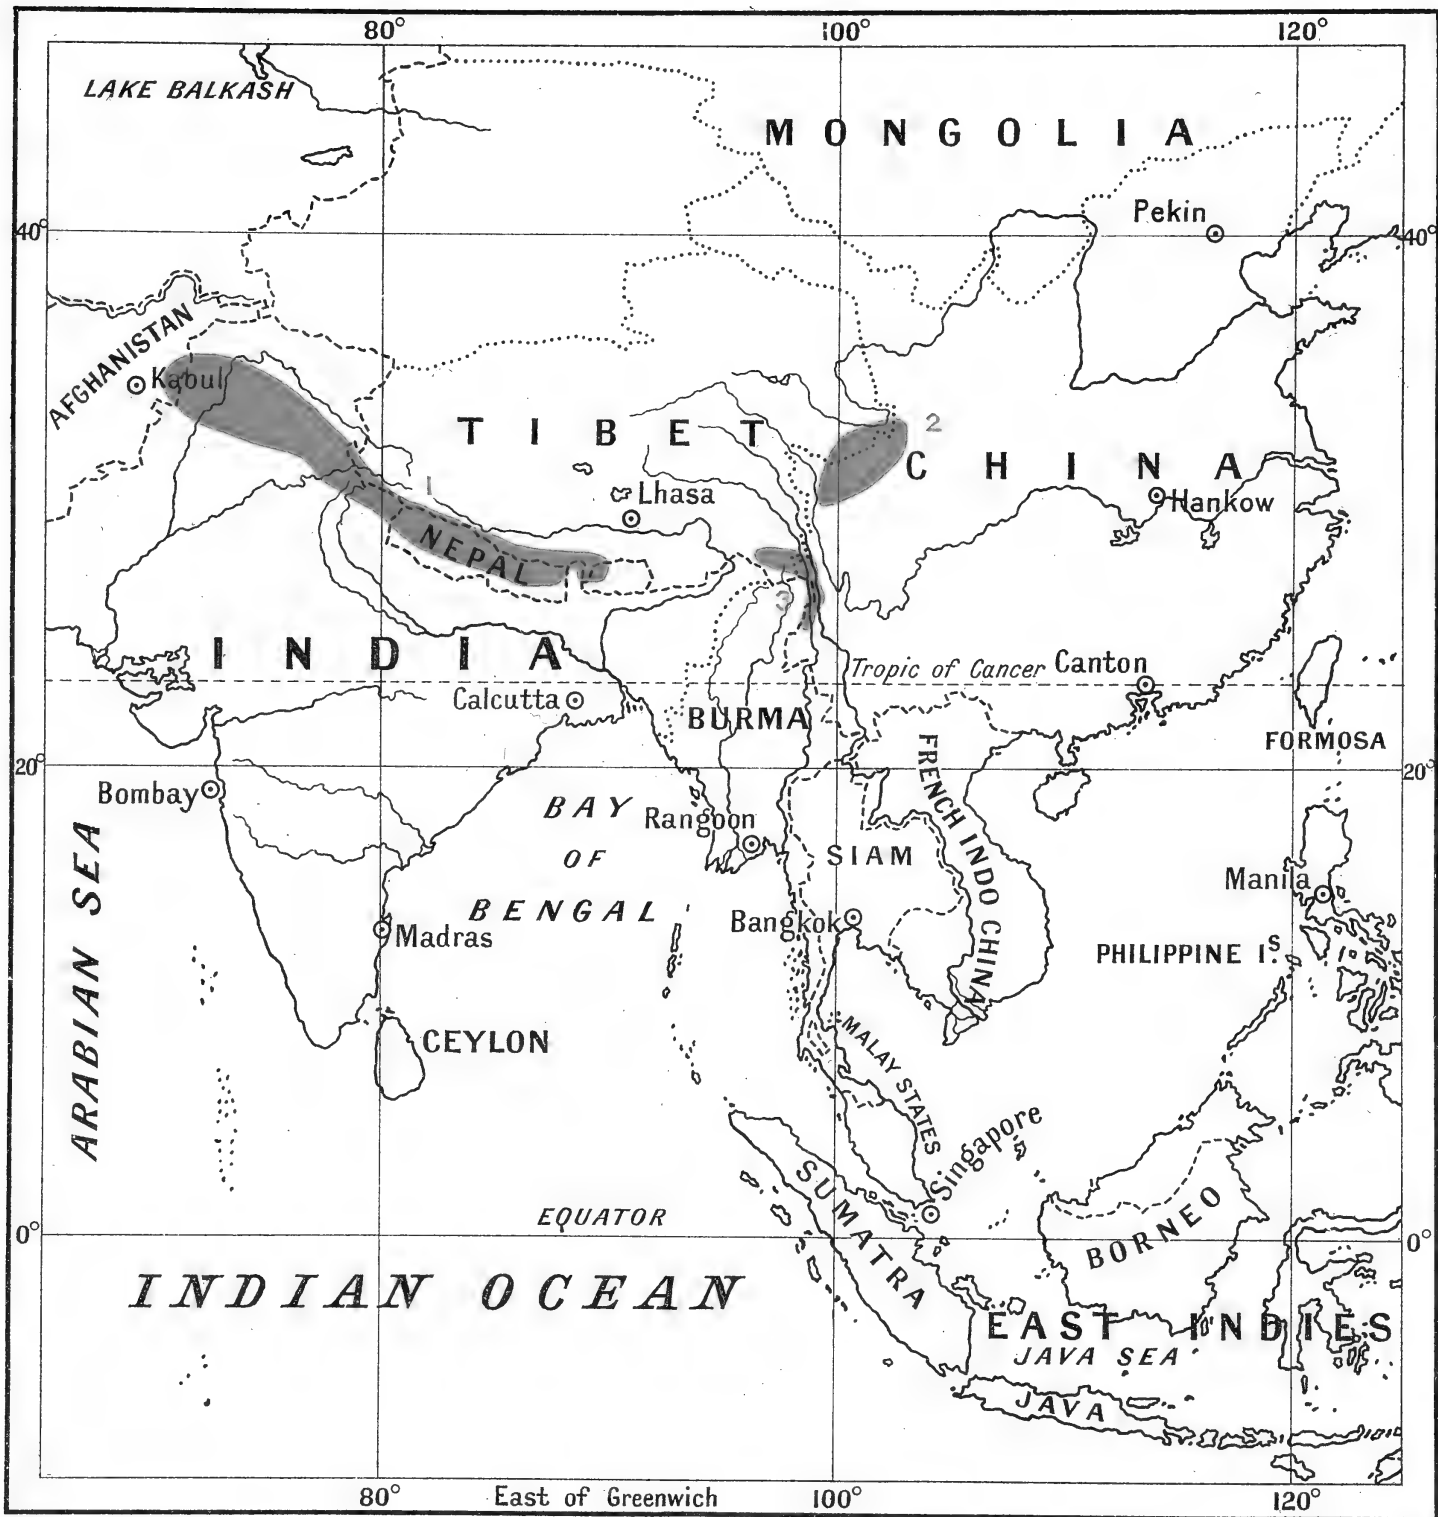 80°
100°
120°
LAKE BALKASH
MONGOLIA
Pekin
40°
40°
AFGHANISTAN
Kabul
TIBET
2
CHINA
1
Lhasa
Hankow
NEPAL
3
INDIA
Tropic of Cancer
Canton
Calcutta
BURMA
FORMOSA
FRENCH INDO CHINA
20°
20°
Bombay
BAY
OF
BENGAL
Rangoon
SIAM
Manila
ARABIAN SEA
Madras
Bangkok
PHILIPPINE Is.
CEYLON
MALAY STATES
Singapore
SUMATRA
EQUATOR
BORNEO
0°
0°
INDIAN OCEAN
EAST INDIES
JAVA SEA
JAVA
80°
East of Greenwich
100°
120°